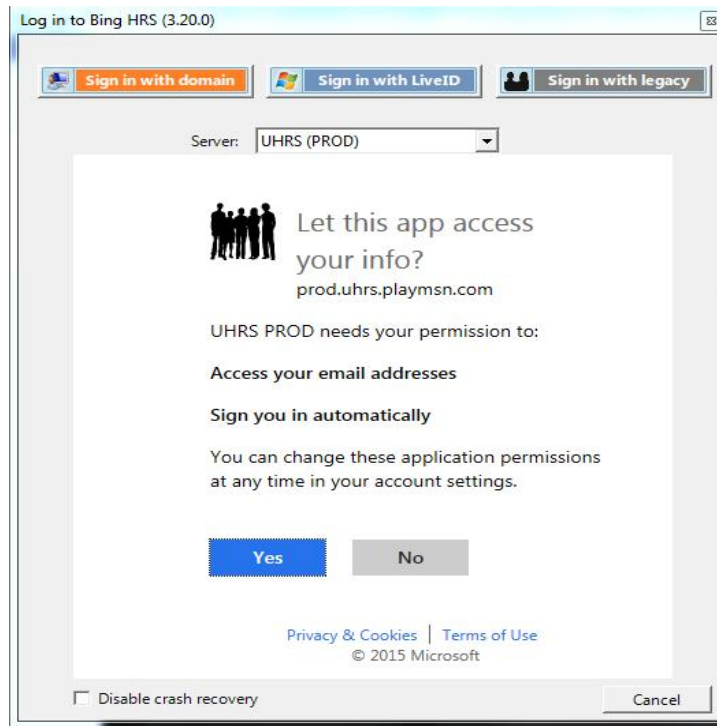 Log in to Bing HRS (3.20.0)
Sign in with domain
Sign in with LiveID
Sign in with legacy
Server: UHRS (PROD)
Let this app access
your info?
prod.uhrs.playmsn.com
UHRS PROD needs your permission to:
Access your email addresses
Sign you in automatically
You can change these application permissions
at any time in your account settings.
Yes
No
Privacy & Cookies | Terms of Use
© 2015 Microsoft
Disable crash recovery
Cancel